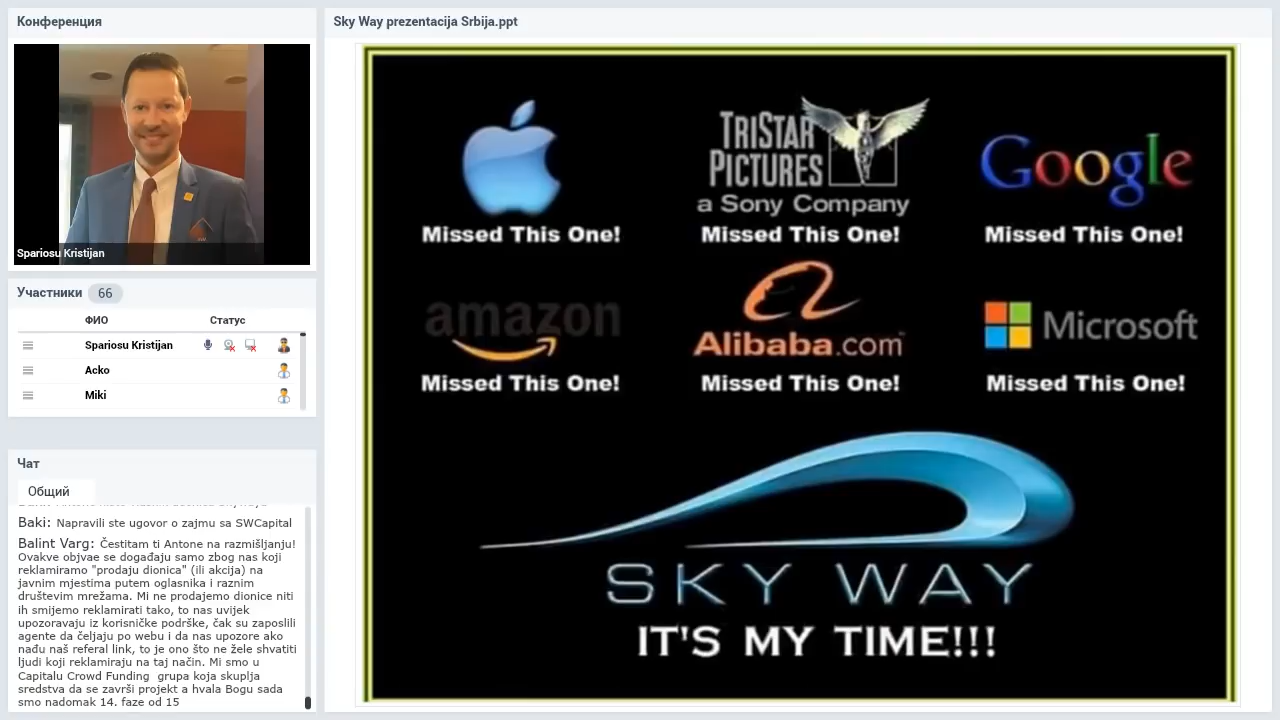 Конференция
Spariosu Kristijan
Участники 66
ФИО Статус
Spariosu Kristijan
Acko
Miki
Чат
Общий
Baki: Napravili ste ugovor o zajmu sa SWCapital
Balint Varg: Čestitam ti Antone na razmišljanju!
Ovakve objvae se događaju samo zbog nas koji
reklamiramo "prodaju dionica" (ili akcija) na
javnim mjestima putem oglasnika i raznim
društevim mrežama. Mi ne prodajemo dionice niti
ih smijemo reklamirati tako, to nas uvijek
upozoravaju iz korisničke podrške, čak su zaposlili
agente da čeljaju po webu i da nas upozore ako
nađu naš referal link, to je ono što ne žele shvatiti
ljudi koji reklamiraju na taj način. Mi smo u
Capitalu Crowd Funding grupa koja skuplja
sredstva da se završi projekt a hvala Bogu sada
smo nadomak 14. faze od 15
Sky Way prezentacija Srbija.ppt
TRISTAR
PICTURES
a Sony Company
Google
Missed This One! Missed This One! Missed This One!
amazon
Alibaba.com
Microsoft
Missed This One! Missed This One! Missed This One!
SKY WAY
IT'S MY TIME!!!